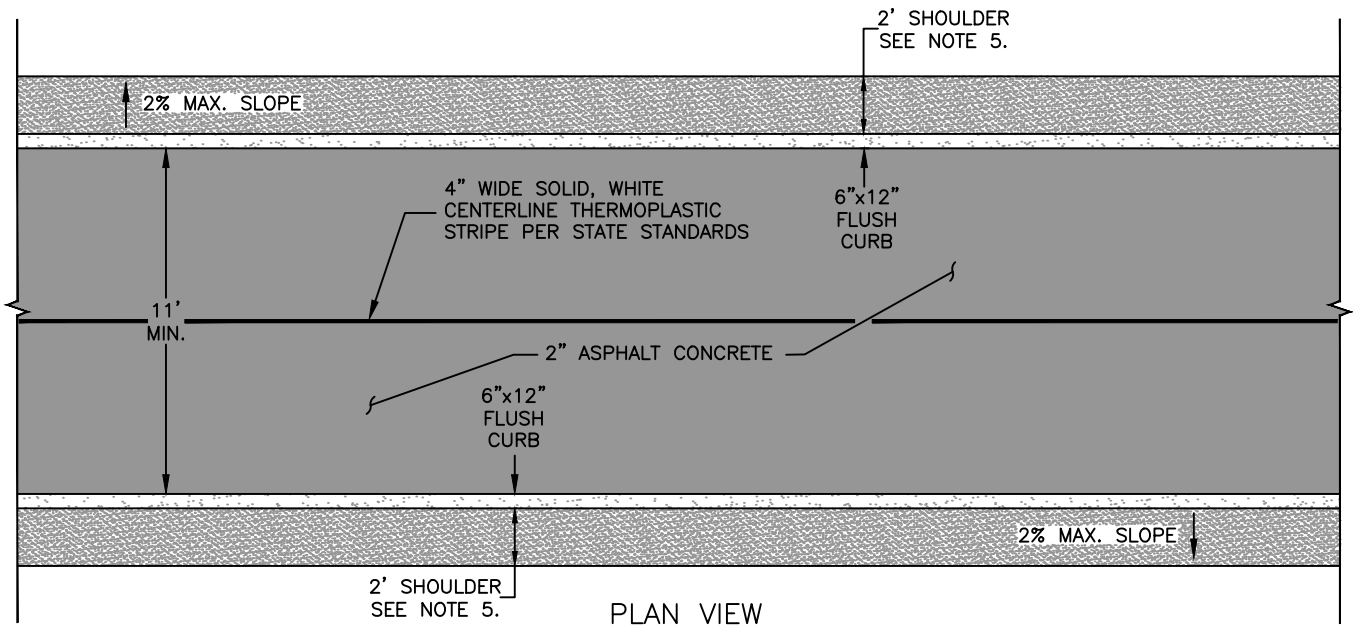 2' SHOULDER
SEE NOTE 5.
2% MAX. SLOPE
4" WIDE SOLID, WHITE
CENTERLINE THERMOPLASTIC
STRIPE PER STATE STANDARDS
6"x12"
FLUSH
CURB
11'
MIN.
2" ASPHALT CONCRETE
6"x12"
FLUSH
CURB
2% MAX. SLOPE
2' SHOULDER
SEE NOTE 5.
PLAN VIEW